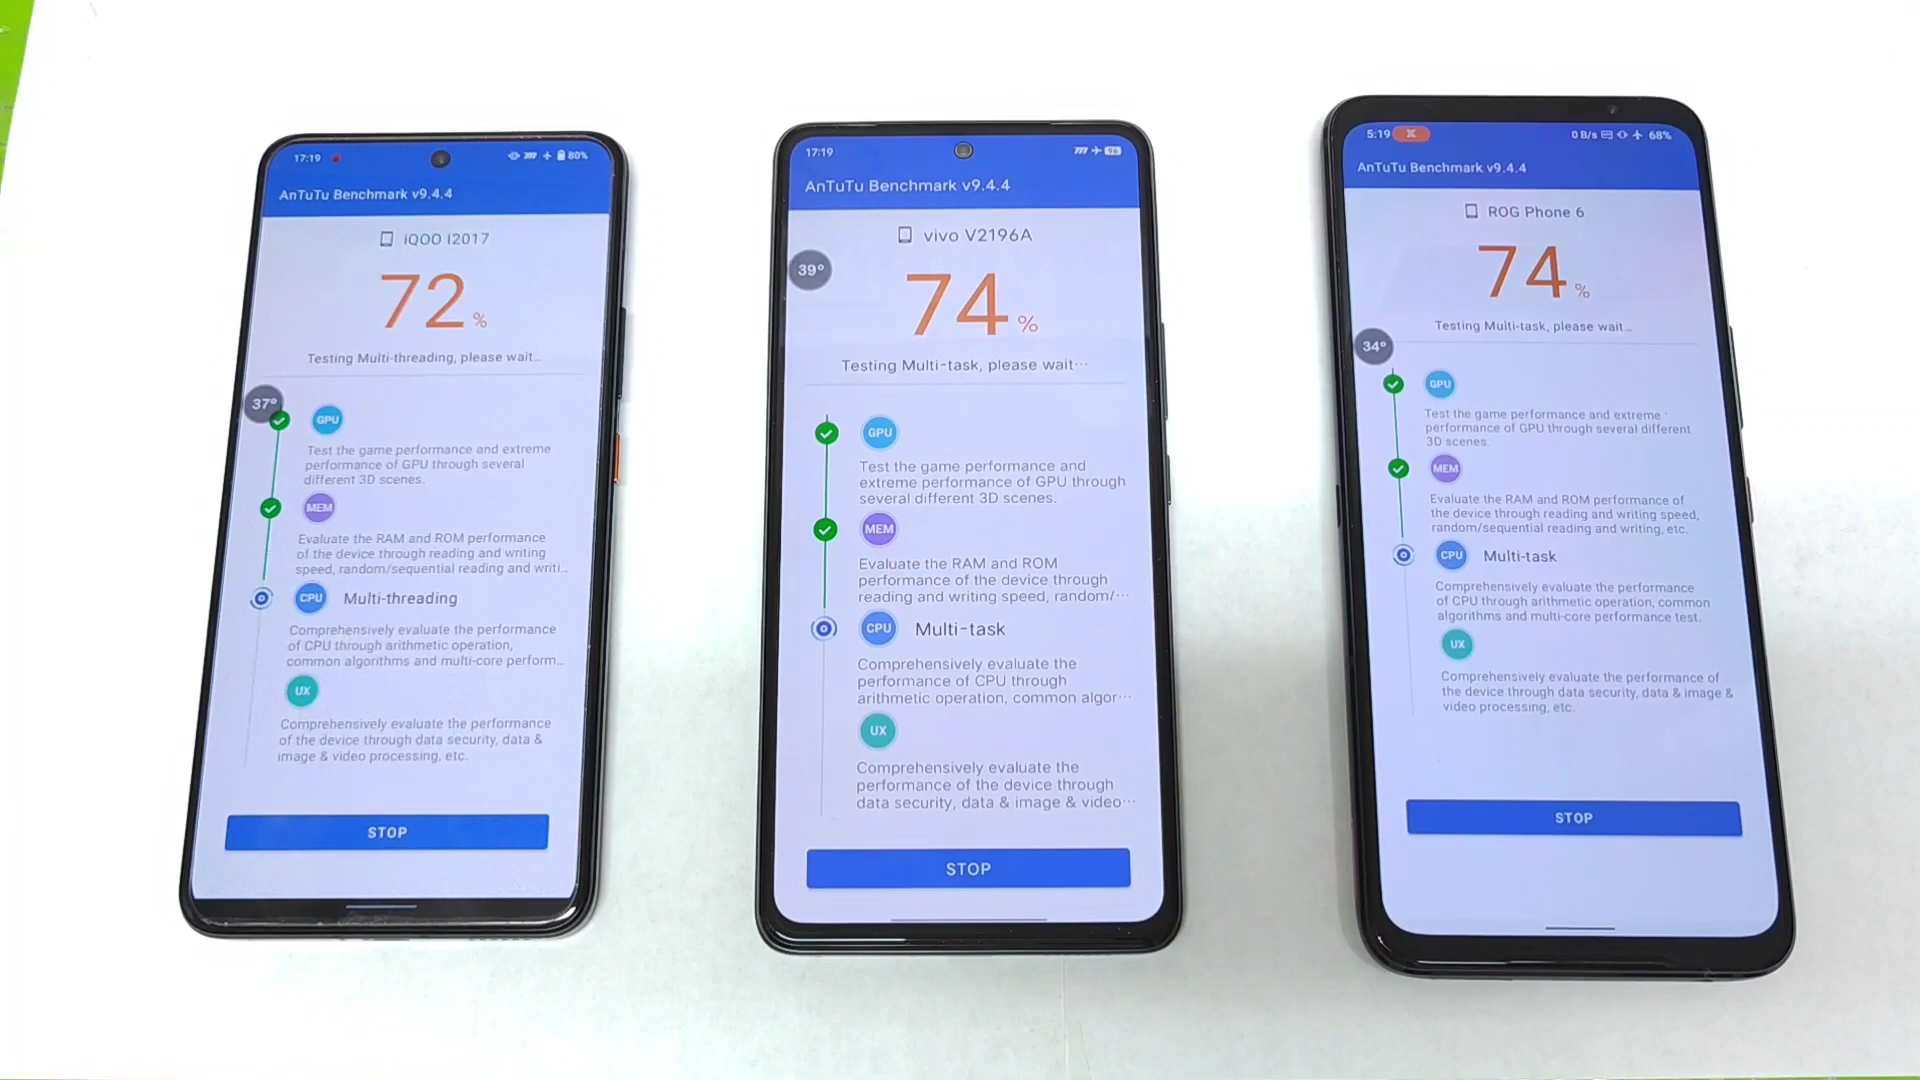 17:19
80%
AnTuTu Benchmark v9.4.4
iQOO I2017
72%
Testing Multi-threading, please wait...
37°
GPU
Test the game performance and extreme
performance of GPU through several
different 3D scenes.
MEM
Evaluate the RAM and ROM performance
of the device through reading and writing
speed, random/sequential reading and writi...
CPU Multi-threading
Comprehensively evaluate the performance
of CPU through arithmetic operation,
common algorithms and multi-core perform...
UX
Comprehensively evaluate the performance
of the device through data security, data &
image & video processing, etc.
STOP
17:19
96
AnTuTu Benchmark v9.4.4
vivo V2196A
39°
74%
Testing Multi-task, please wait···
GPU
Test the game performance and
extreme performance of GPU through
several different 3D scenes.
MEM
Evaluate the RAM and ROM
performance of the device through
reading and writing speed, random/···
CPU Multi-task
Comprehensively evaluate the
performance of CPU through
arithmetic operation, common algor···
UX
Comprehensively evaluate the
performance of the device through
data security, data & image & video···
STOP
5:19
0 B/s
68%
AnTuTu Benchmark v9.4.4
ROG Phone 6
74%
Testing Multi-task, please wait...
34°
GPU
Test the game performance and extreme
performance of GPU through several different
3D scenes.
MEM
Evaluate the RAM and ROM performance of
the device through reading and writing speed,
random/sequential reading and writing, etc.
CPU Multi-task
Comprehensively evaluate the performance
of CPU through arithmetic operation, common
algorithms and multi-core performance test.
UX
Comprehensively evaluate the performance of
the device through data security, data & image &
video processing, etc.
STOP